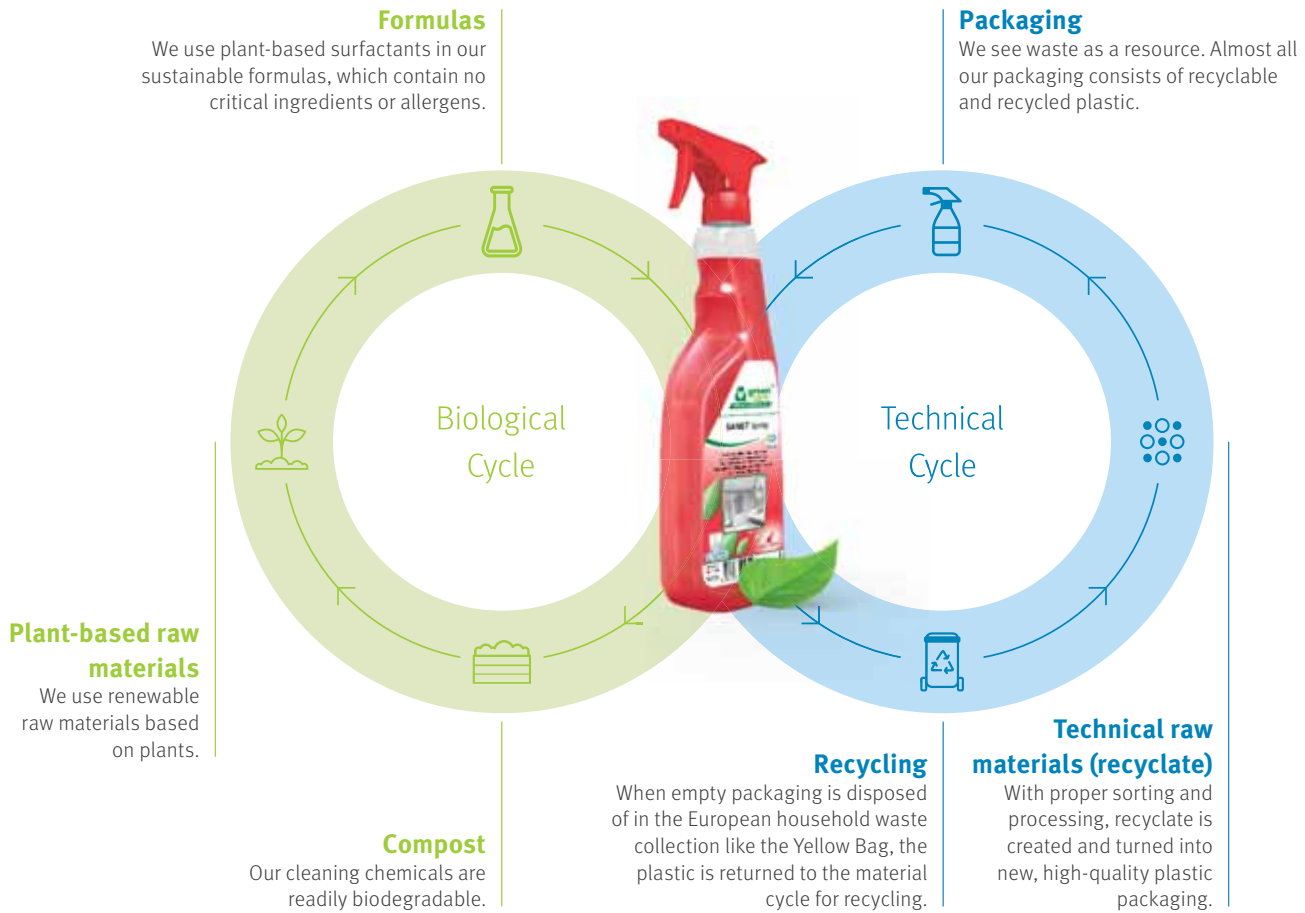 Formulas
We use plant-based surfactants in our
sustainable formulas, which contain no
critical ingredients or allergens.
Packaging
We see waste as a resource. Almost all
our packaging consists of recyclable
and recycled plastic.
Biological
Cycle
Technical
Cycle
green
SANET
Plant-based raw
materials
We use renewable
raw materials based
on plants.
Compost
Our cleaning chemicals are
readily biodegradable.
Recycling
When empty packaging is disposed
of in the European household waste
collection like the Yellow Bag, the
plastic is returned to the material
cycle for recycling.
Technical raw
materials (recyclate)
With proper sorting and
processing, recyclate is
created and turned into
new, high-quality plastic
packaging.